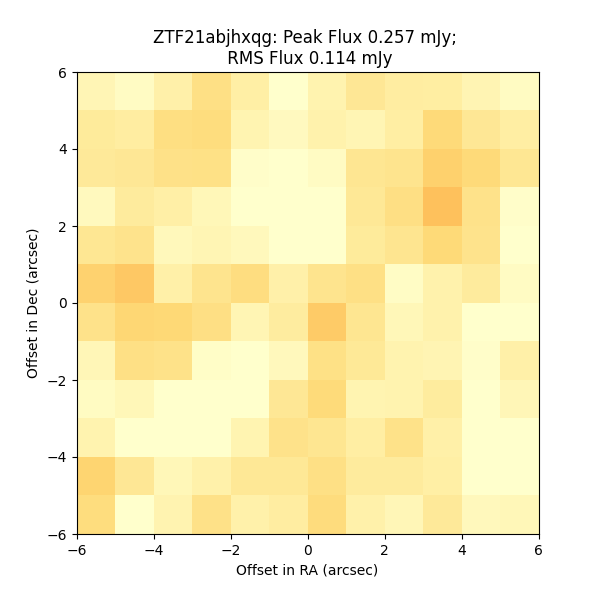 ZTF21abjhxqg: Peak Flux 0.257 mJy;
RMS Flux 0.114 mJy
6
4
2
0
−2
−4
−6
Offset in Dec (arcsec)
−6 −4 −2 0 2 4 6
Offset in RA (arcsec)